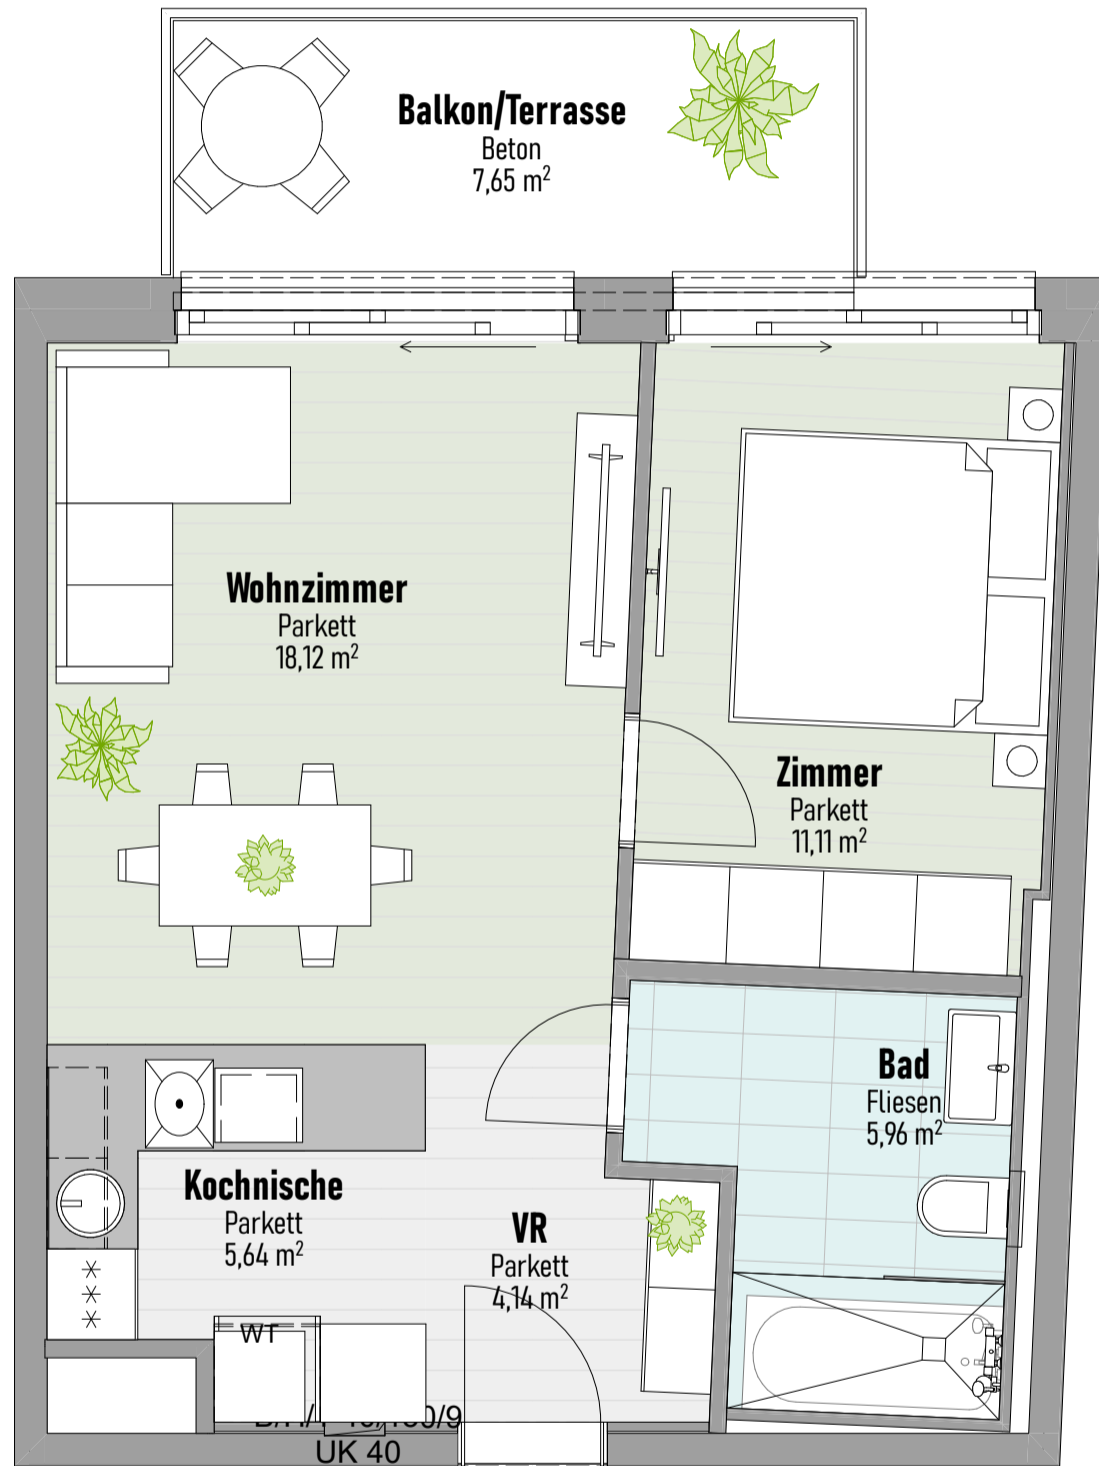 Balkon/Terrasse
Beton
7,65 m²
Wohnzimmer
Parkett
18,12 m²
Zimmer
Parkett
11,11 m²
Bad
Fliesen
5,96 m²
Kochnische
Parkett
5,64 m²
VR
Parkett
4,14 m²
WT
UK 40